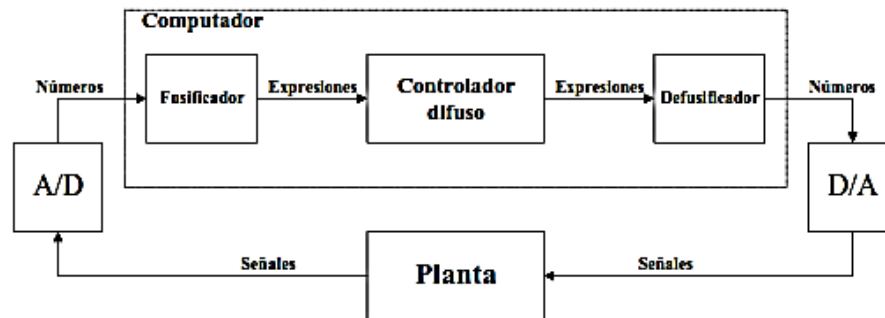 Computador
Números
Fusificador
Expresiones
Controlador
difuso
Expresiones
Defusificador
Números
A/D
D/A
Señales
Planta
Señales